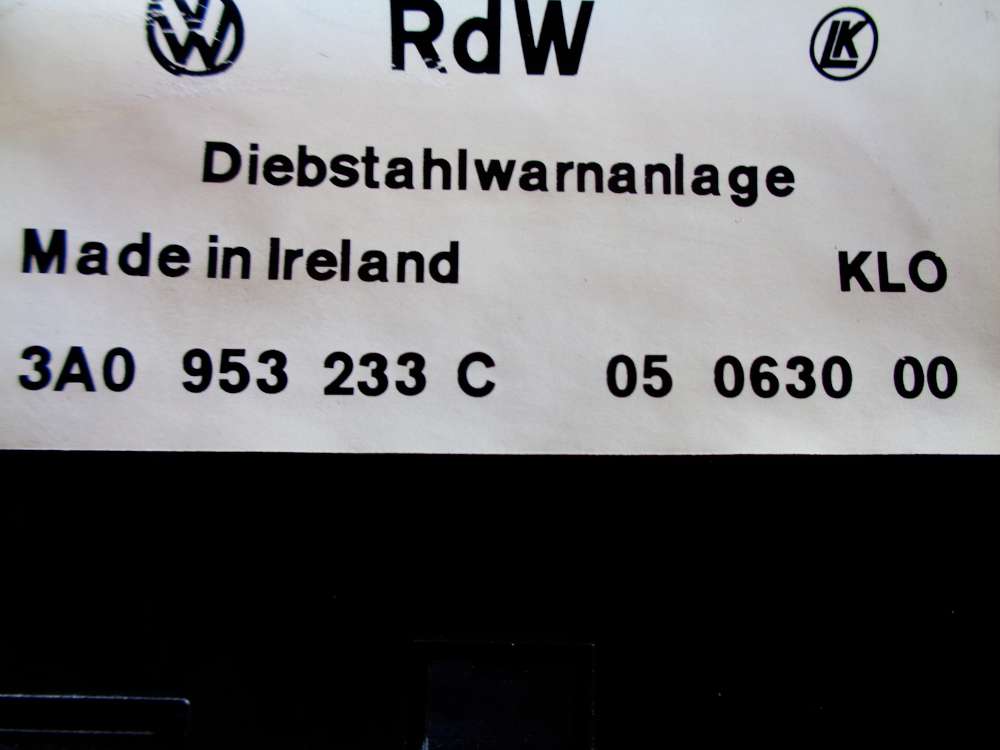 VW RdW LK
Diebstahlwarnanlage
Made in Ireland KLO
3A0 953 233 C 05 0630 00